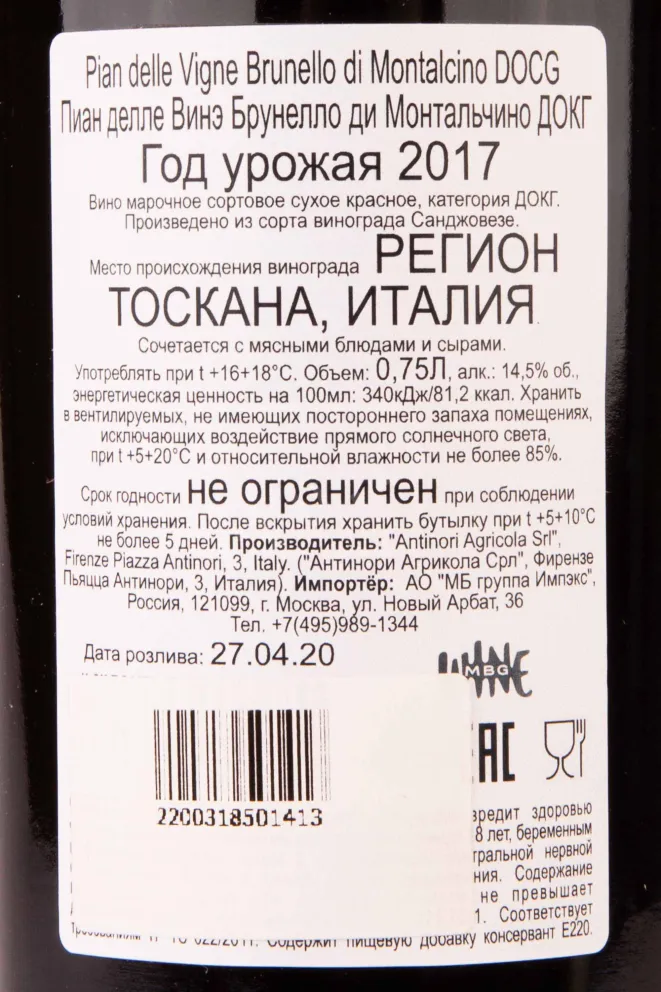 Pian delle Vigne Brunello di Montalcino DOCG
Пиан делле Винэ Брунелло ди Монтальчино ДОКГ
Год урожая 2017
Вино марочное сортовое сухое красное, категория ДОКГ.
Произведено из сорта винограда Санджовезе.
Место происхождения винограда РЕГИОН
ТОСКАНА, ИТАЛИЯ.
Сочетается с мясными блюдами и сырами.
Употреблять при t +16+18°С. Объем: 0,75Л, алк.: 14,5% об.,
энергетическая ценность на 100мл: 340кДж/81,2 ккал. Хранить
в вентилируемых, не имеющих постороннего запаха помещениях,
исключающих воздействие прямого солнечного света,
при t +5+20°С и относительной влажности не более 85%.
Срок годности не ограничен при соблюдении
условий хранения. После вскрытия хранить бутылку при t +5+10°С
не более 5 дней. Производитель: "Antinori Agricola Srl",
Firenze Piazza Antinori, 3, Italy. ("Антинори Агрикола Срл", Фирензе
Пьяцца Антинори, 3, Италия). Импортёр: АО "МБ группа Импэкс",
Россия, 121099, г. Москва, ул. Новый Арбат, 36
Тел. +7(495)989-1344
Дата розлива: 27.04.20
WINE
MBG
2200318501413
вредит здоровью
8 лет, беременным
нервной
Содержание
не превышает
1. Соответствует
022/2011. Содержит пищевую добавку консервант Е220.